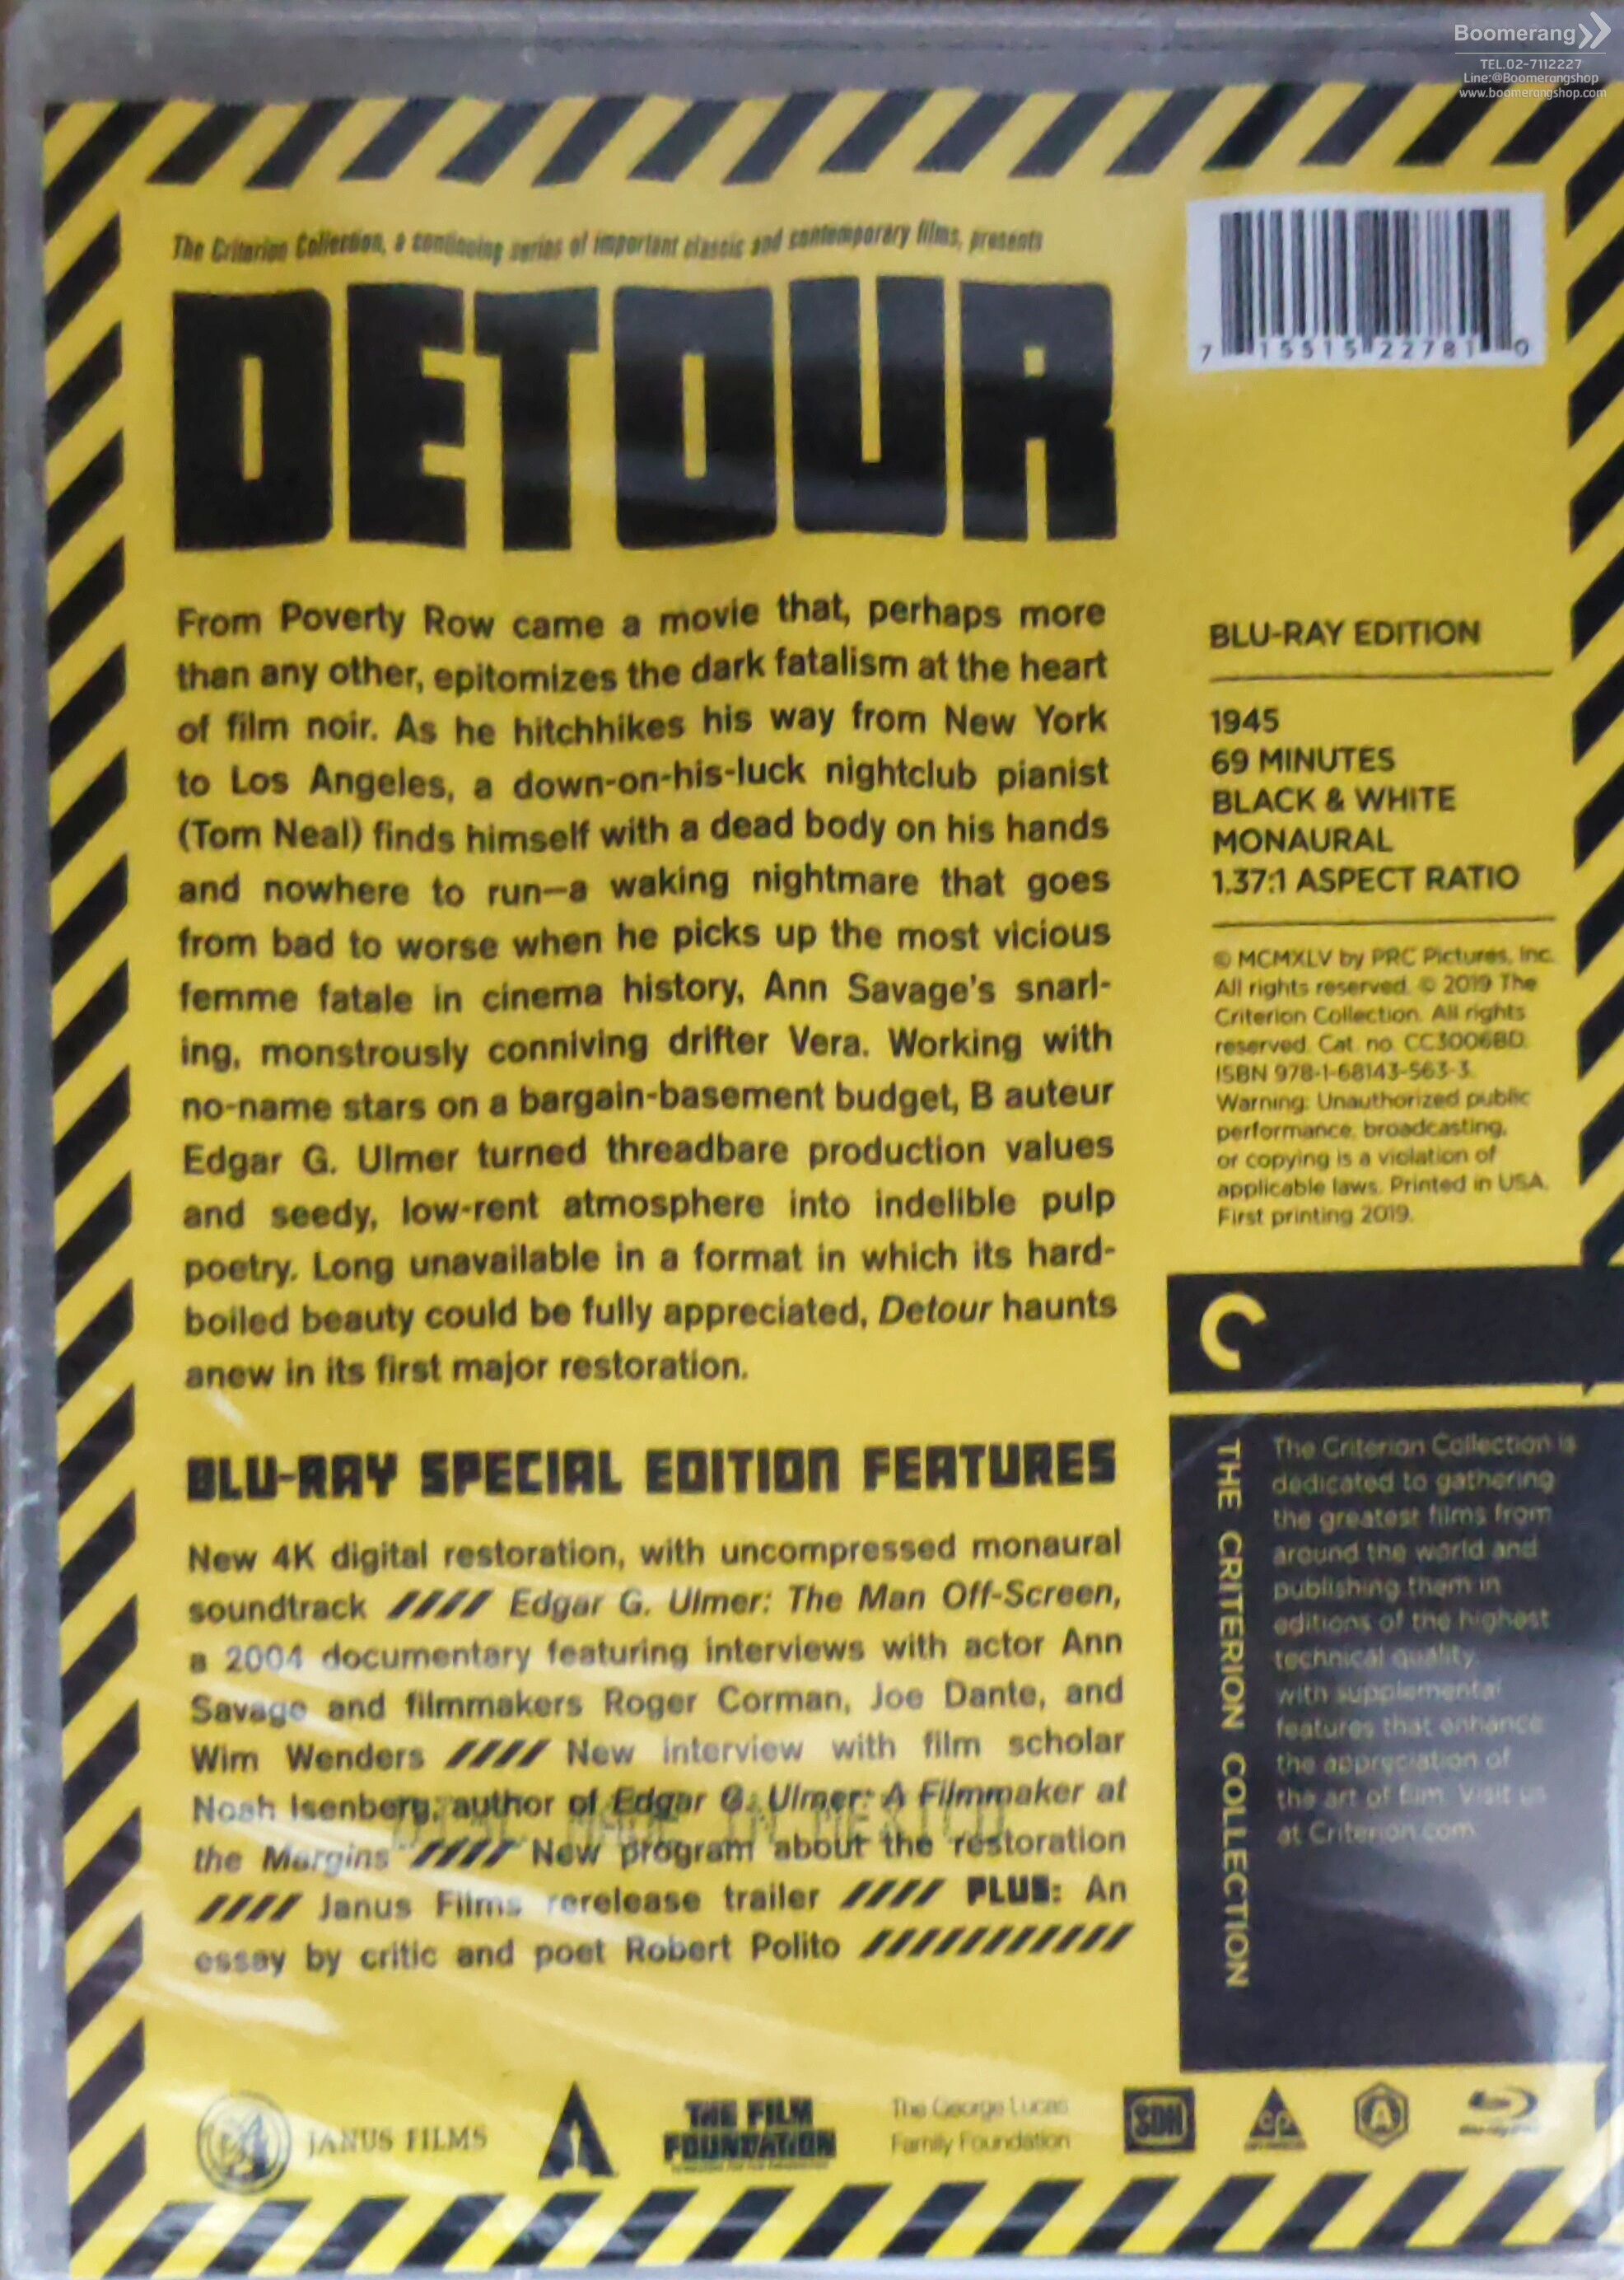 Boomerang
TEL.02-7112227
Line:@Boomerangshop
www.boomerangshop.com
The Criterion Collection, a continuing series of important classic and contemporary films, presents
DETOUR
7 15515 22781 0
From Poverty Row came a movie that, perhaps more
than any other, epitomizes the dark fatalism at the heart
of film noir. As he hitchhikes his way from New York
to Los Angeles, a down-on-his-luck nightclub pianist
(Tom Neal) finds himself with a dead body on his hands
and nowhere to run—a waking nightmare that goes
from bad to worse when he picks up the most vicious
femme fatale in cinema history, Ann Savage's snarl-
ing, monstrously conniving drifter Vera. Working with
no-name stars on a bargain-basement budget, B auteur
Edgar G. Ulmer turned threadbare production values
and seedy, low-rent atmosphere into indelible pulp
poetry. Long unavailable in a format in which its hard-
boiled beauty could be fully appreciated, Detour haunts
anew in its first major restoration.
BLU-RAY SPECIAL EDITION FEATURES
New 4K digital restoration, with uncompressed monaural
soundtrack //// Edgar G. Ulmer: The Man Off-Screen,
a 2004 documentary featuring interviews with actor Ann
Savage and filmmakers Roger Corman, Joe Dante, and
Wim Wenders //// New interview with film scholar
Noah Isenberg, author of Edgar G. Ulmer: A Filmmaker at
the Margins //// New program about the restoration
//// Janus Films rerelease trailer //// PLUS: An
essay by critic and poet Robert Polito ////////////
BLU-RAY EDITION
1945
69 MINUTES
BLACK & WHITE
MONAURAL
1.37:1 ASPECT RATIO
© MCMXLV by PRC Pictures, Inc.
All rights reserved. © 2019 The
Criterion Collection. All rights
reserved. Cat. no. CC3006BD.
ISBN 978-1-68143-563-3.
Warning: Unauthorized public
performance, broadcasting,
or copying is a violation of
applicable laws. Printed in USA.
First printing 2019.
THE CRITERION COLLECTION
The Criterion Collection is
dedicated to gathering
the greatest films from
around the world and
publishing them in
editions of the highest
technical quality,
with supplemental
features that enhance
the appreciation of
the art of film. Visit us
at Criterion.com
JANUS FILMS
THE FILM
FOUNDATION
The George Lucas
Family Foundation
SDH
A